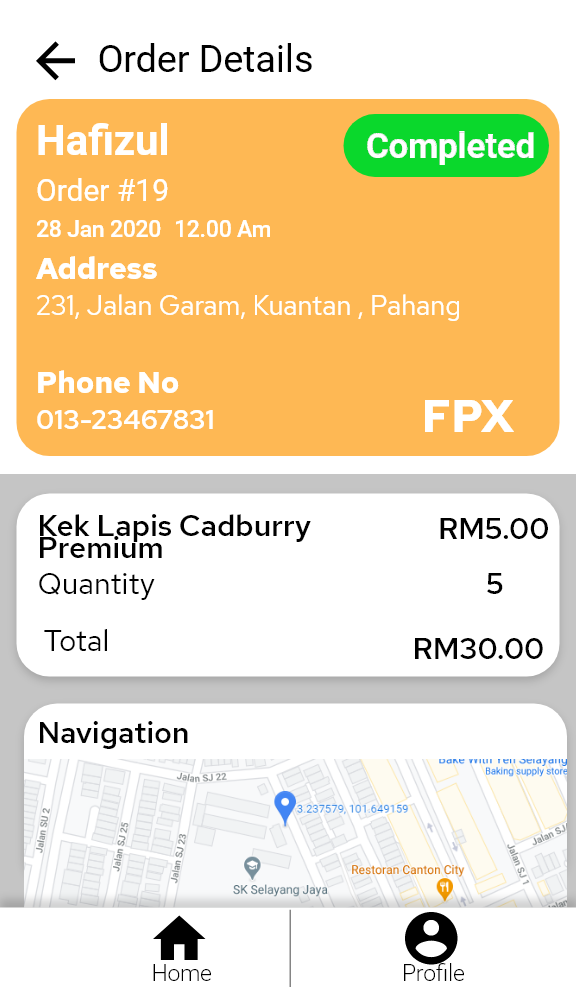 Order Details
Hafizul
Completed
Order #19
28 Jan 2020 12.00 Am
Address
231, Jalan Garam, Kuantan , Pahang
Phone No
013-23467831
FPX
Kek Lapis Cadburry
Premium
RM5.00
Quantity
5
Total
RM30.00
Navigation
Bake With Yen Selayang
Baking supply store
Jalan SJ 22
3.237579, 101.649159
Jalan SU 2
Jalan SJ 25
Jalan SJ 23
Jalan SJ 1
Jalan SJ
Restoran Canton City
SK Selayang Jaya
Home
Profile